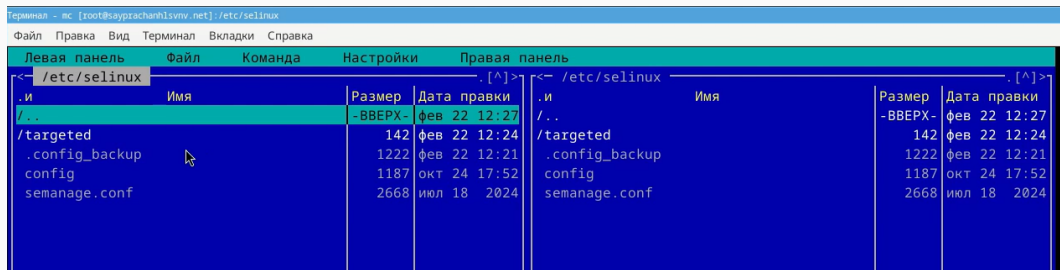 Терминал - mc [root@sayprachanhlsvnv.net]:/etc/selinux
Файл Правка Вид Терминал Вкладки Справка
Левая панель Файл Команда Настройки Правая панель
<─ /etc/selinux .[^]> <─ /etc/selinux .[^]>
.и Имя Размер Дата правки .и Имя Размер Дата правки
/.. -ВВЕРХ- фев 22 12:27 /.. -ВВЕРХ- фев 22 12:27
/targeted 142 фев 22 12:24 /targeted 142 фев 22 12:24
.config_backup 1222 фев 22 12:21 .config_backup 1222 фев 22 12:21
config 1187 окт 24 17:52 config 1187 окт 24 17:52
semanage.conf 2668 июл 18 2024 semanage.conf 2668 июл 18 2024